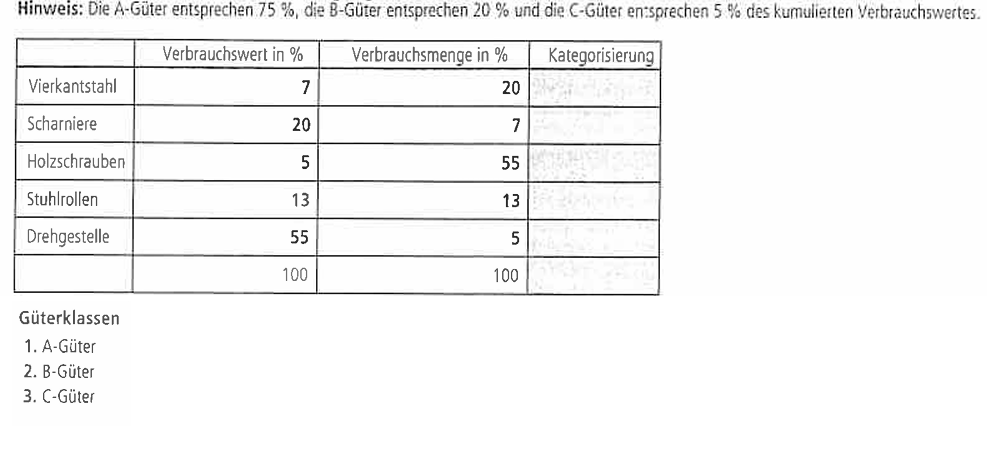 Hinweis: Die A-Güter entsprechen 75 %, die B-Güter entsprechen 20 % und die C-Güter entsprechen 5 % des kumulierten Verbrauchswertes.
Verbrauchswert in % Verbrauchsmenge in % Kategorisierung
Vierkantstahl 7 20
Scharniere 20 7
Holzschrauben 5 55
Stuhlrollen 13 13
Drehgestelle 55 5
100 100
Güterklassen
1. A-Güter
2. B-Güter
3. C-Güter